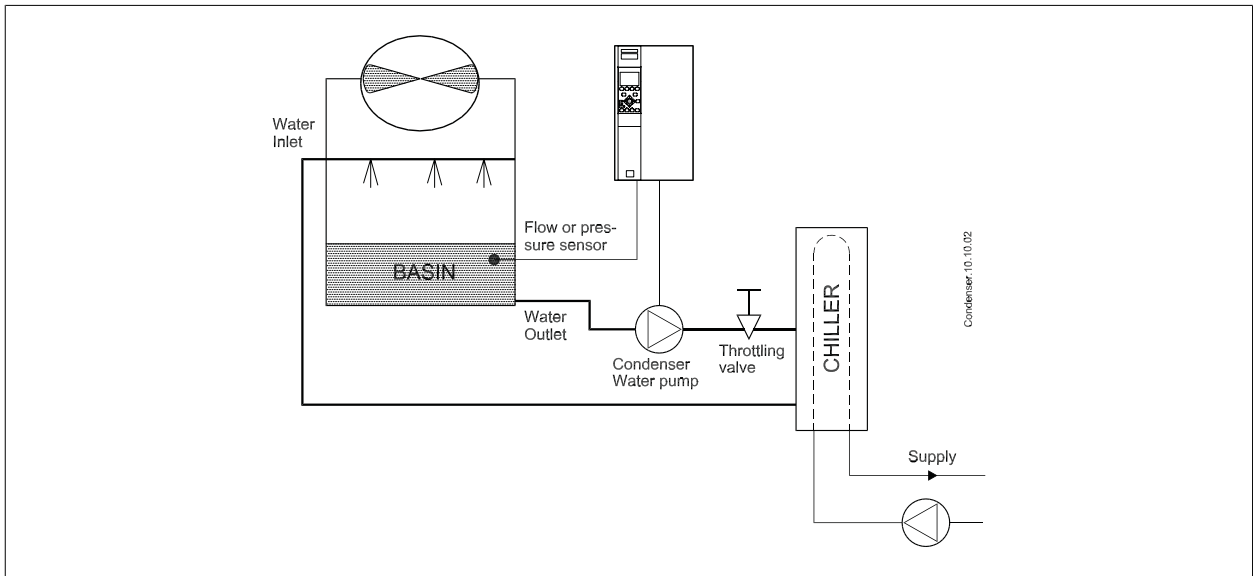 Water
Inlet
Flow or pres-
sure sensor
BASIN
Water
Outlet
Condenser
Water pump
Throttling
valve
CHILLER
Condenser.10.10.02
Supply